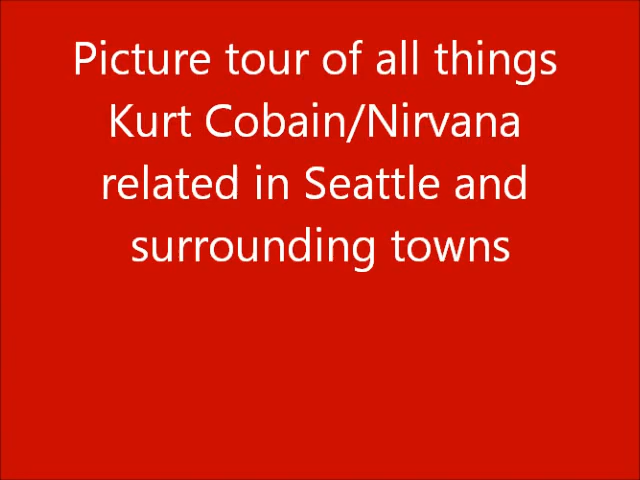 Picture tour of all things
Kurt Cobain/Nirvana
related in Seattle and
surrounding towns